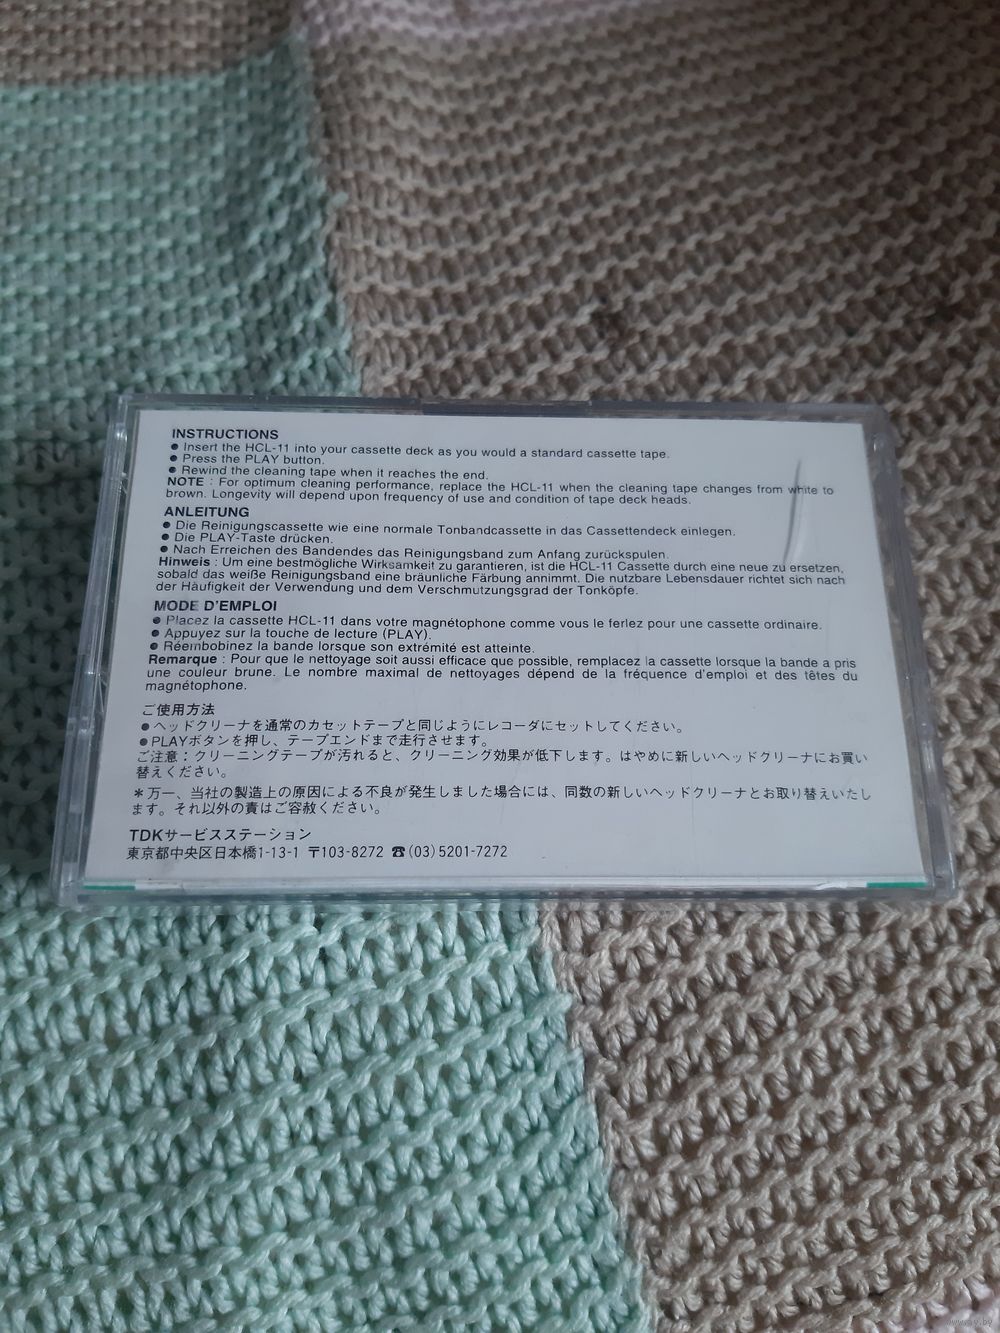 INSTRUCTIONS
● Insert the HCL-11 into your cassette deck as you would a standard cassette tape.
● Press the PLAY button.
● Rewind the cleaning tape when it reaches the end.
NOTE : For optimum cleaning performance, replace the HCL-11 when the cleaning tape changes from white to
brown. Longevity will depend upon frequency of use and condition of tape deck heads.
ANLEITUNG
● Die Reinigungscassette wie eine normale Tonbandcassette in das Cassettendeck einlegen.
● Die PLAY-Taste drücken.
● Nach Erreichen des Bandendes das Reinigungsband zum Anfang zurückspulen.
Hinweis : Um eine bestmögliche Wirksamkeit zu garantieren, ist die HCL-11 Cassette durch eine neue zu ersetzen,
sobald das weiße Reinigungsband eine bräunliche Färbung annimmt. Die nutzbare Lebensdauer richtet sich nach
der Häufigkeit der Verwendung und dem Verschmutzungsgrad der Tonköpfe.
MODE D'EMPLOI
● Placez la cassette HCL-11 dans votre magnétophone comme vous le ferlez pour une cassette ordinaire.
● Appuyez sur la touche de lecture (PLAY).
● Réembobinez la bande lorsque son extrémité est atteinte.
Remarque : Pour que le nettoyage soit aussi efficace que possible, remplacez la cassette lorsque la bande a pris
une couleur brune. Le nombre maximal de nettoyages dépend de la fréquence d'emploi et des têtes du
magnétophone.
ご使用方法
● ヘッドクリーナを通常のカセットテープと同じようにレコーダにセットしてください。
● PLAYボタンを押し、テープエンドまで走行させます。
ご注意：クリーニングテープが汚れると、クリーニング効果が低下します。はやめに新しいヘッドクリーナにお買い
替えください。
＊万一、当社の製造上の原因による不良が発生しました場合には、同数の新しいヘッドクリーナとお取り替えいたし
ます。それ以外の責はご容赦ください。
TDKサービスステーション
東京都中央区日本橋1-13-1 〒103-8272 ☎(03)5201-7272